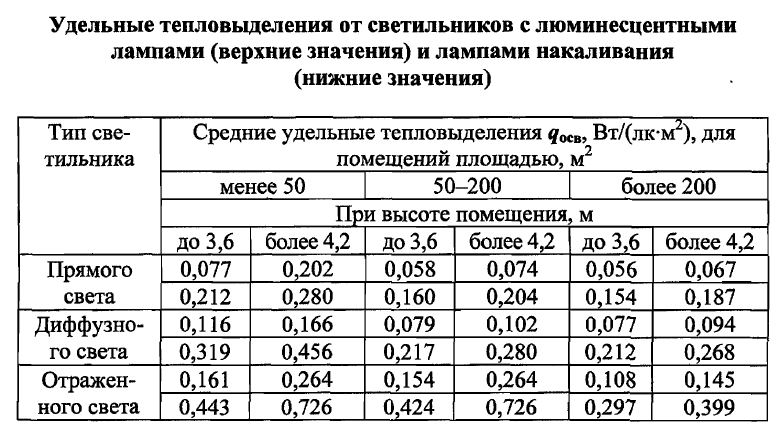 Удельные тепловыделения от светильников с люминесцентными
лампами (верхние значения) и лампами накаливания
(нижние значения)
Тип све-
тильника
Средние удельные тепловыделения qосв, Вт/(лк·м²), для
помещений площадью, м²
менее 50 50–200 более 200
При высоте помещения, м
до 3,6 более 4,2 до 3,6 более 4,2 до 3,6 более 4,2
Прямого 0,077 0,202 0,058 0,074 0,056 0,067
света 0,212 0,280 0,160 0,204 0,154 0,187
Диффузно- 0,116 0,166 0,079 0,102 0,077 0,094
го света 0,319 0,456 0,217 0,280 0,212 0,268
Отражен- 0,161 0,264 0,154 0,264 0,108 0,145
ного света 0,443 0,726 0,424 0,726 0,297 0,399